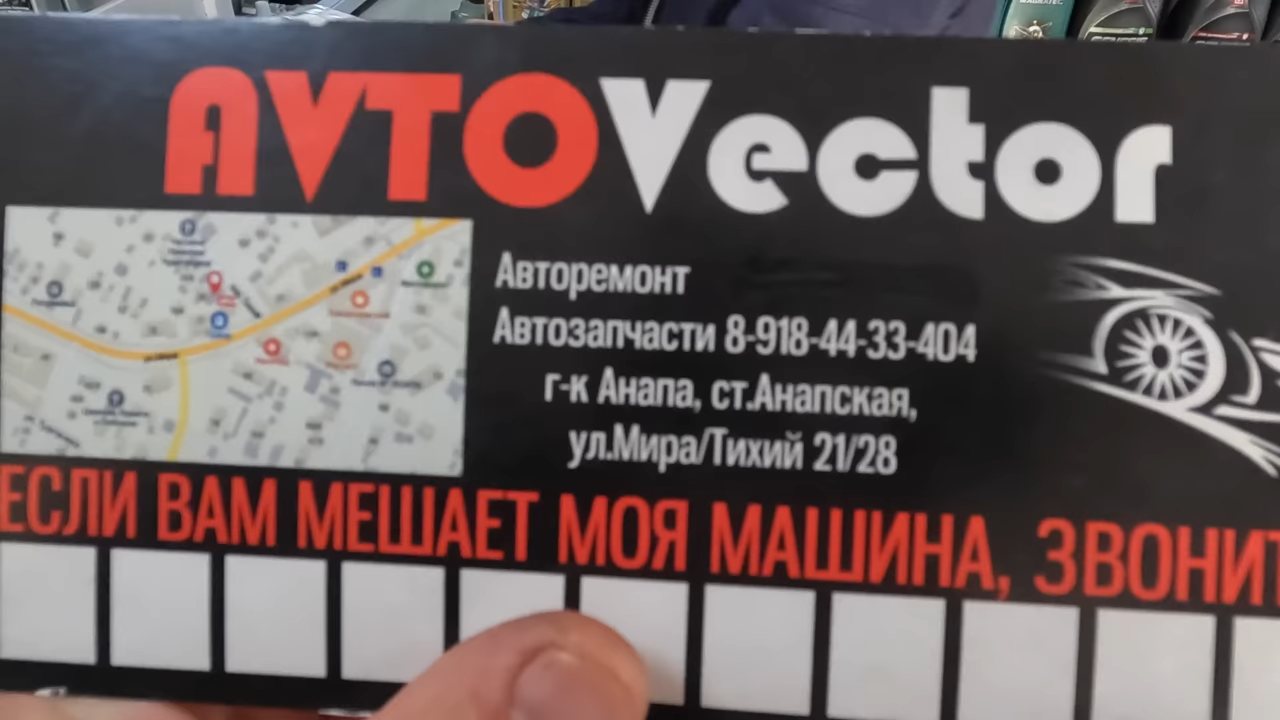 AVTOVector
Авторемонт
Автозапчасти 8-918-44-33-404
г-к Анапа, ст.Анапская,
ул.Мира/Тихий 21/28
ЕСЛИ ВАМ МЕШАЕТ МОЯ МАШИНА, ЗВОНИТ